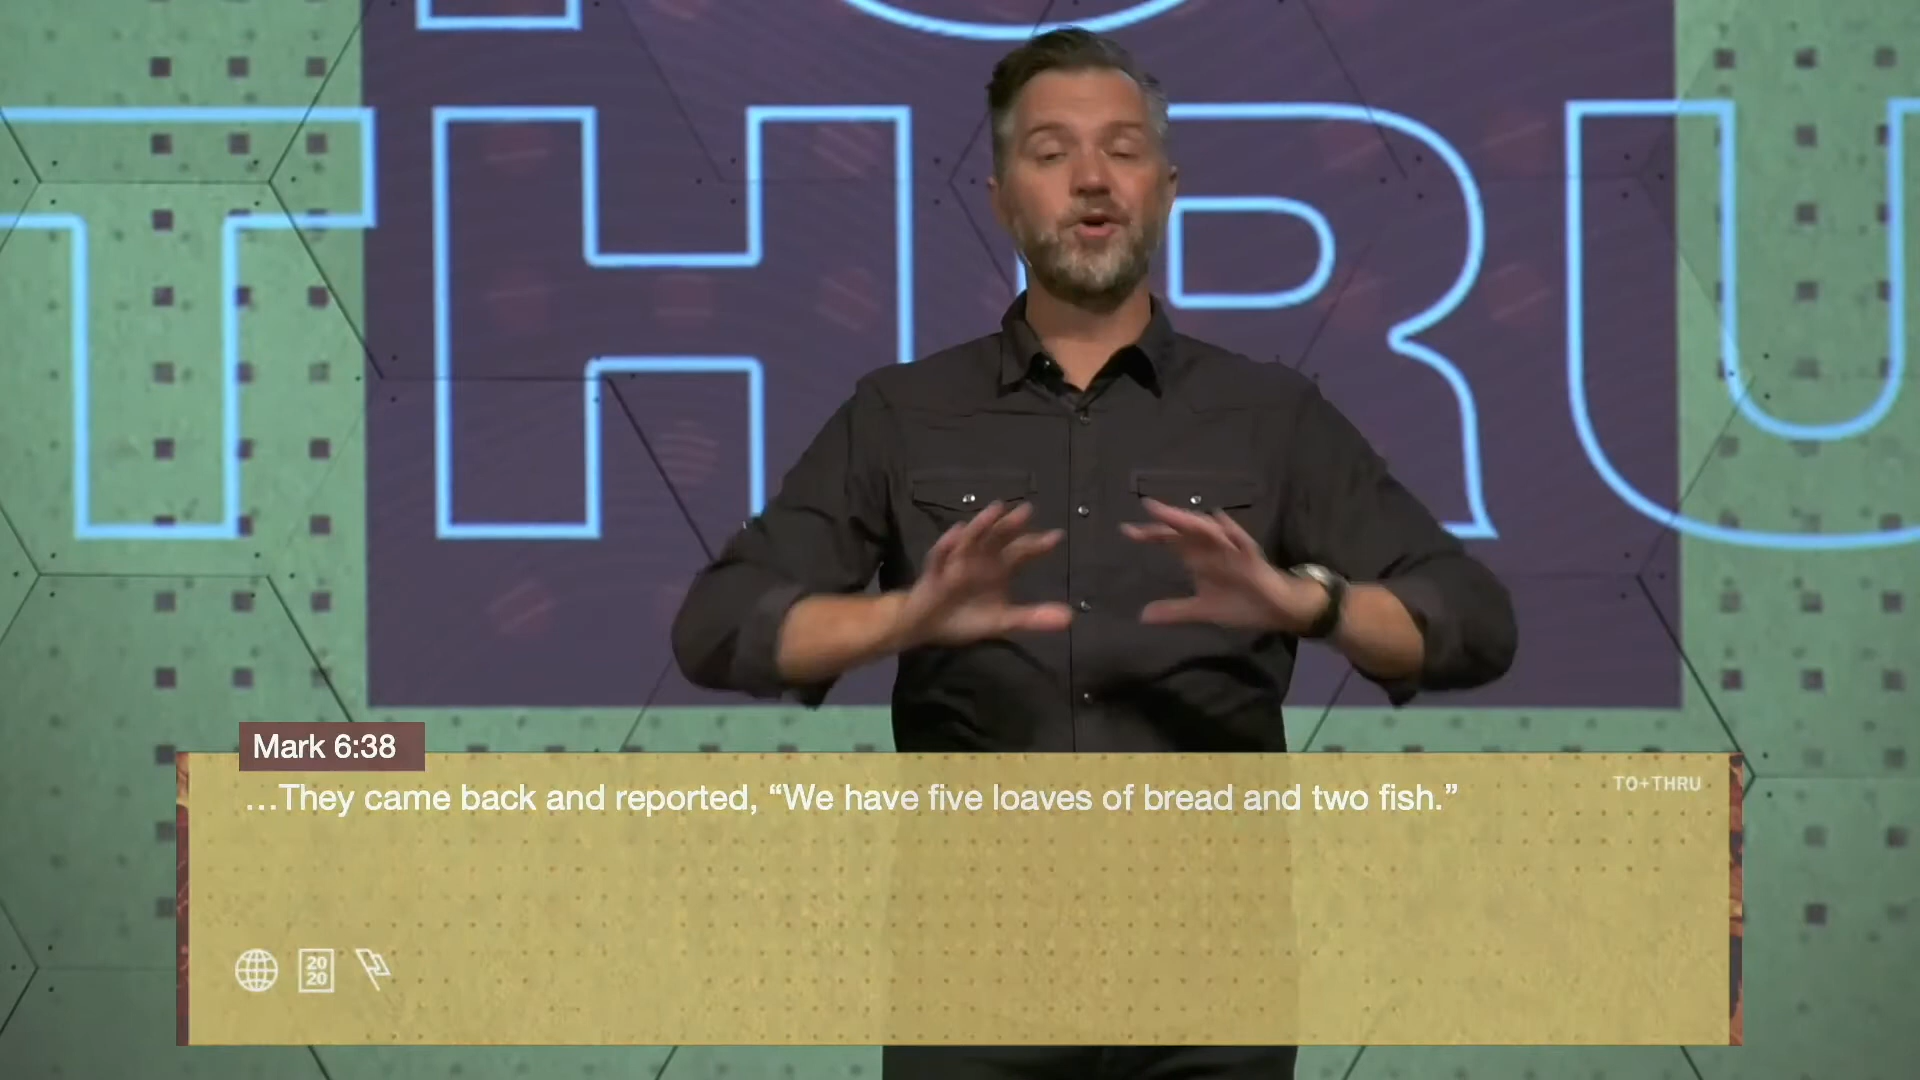 THRU
Mark 6:38
…They came back and reported, “We have five loaves of bread and two fish.”
TO+THRU
20
20